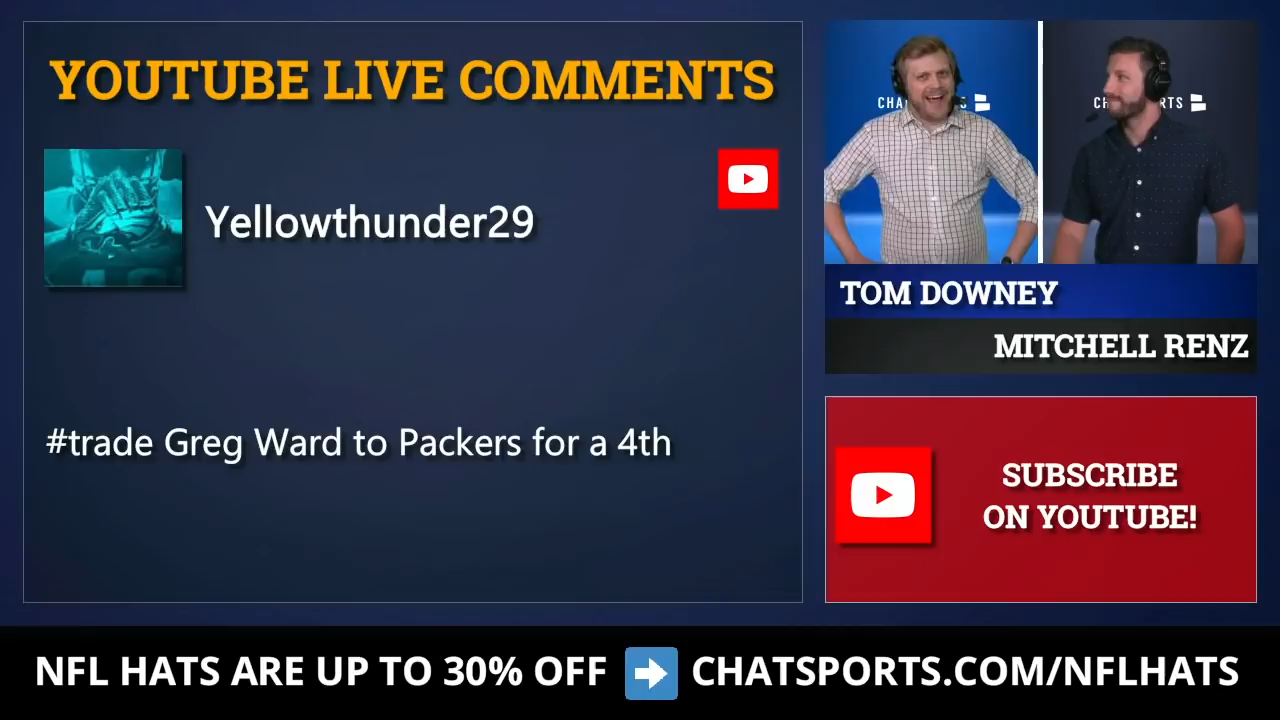 YOUTUBE LIVE COMMENTS
Yellowthunder29
#trade Greg Ward to Packers for a 4th
TOM DOWNEY
MITCHELL RENZ
SUBSCRIBE
ON YOUTUBE!
NFL HATS ARE UP TO 30% OFF CHATSPORTS.COM/NFLHATS